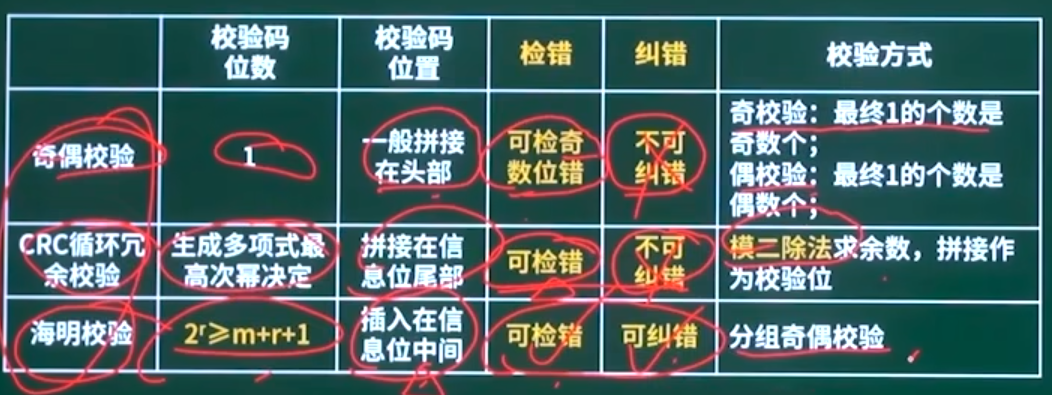 校验码
位数
校验码
位置
检错
纠错
校验方式
奇偶校验
1
一般拼接
在头部
可检奇
数位错
不可
纠错
奇校验：最终1的个数是
奇数个；
偶校验：最终1的个数是
偶数个；
CRC循环冗
余校验
生成多项式最
高次幂决定
拼接在信
息位尾部
可检错
不可
纠错
模二除法求余数，拼接作
为校验位
海明校验
2ʳ≥m+r+1
插入在信
息位中间
可检错
可纠错
分组奇偶校验